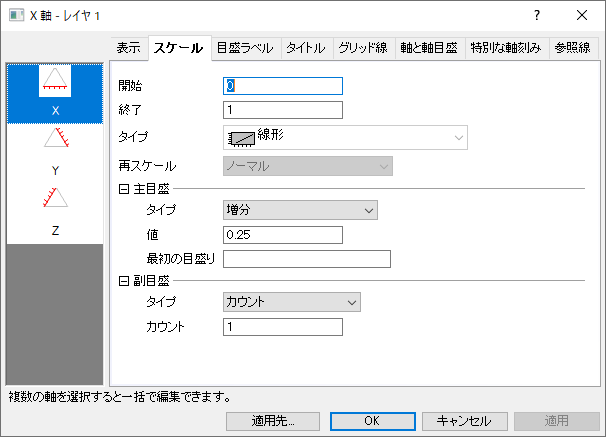 X 軸 - レイヤ 1
表示 スケール 目盛ラベル タイトル グリッド線 軸と軸目盛 特別な軸刻み 参照線
X
Y
Z
開始 0
終了 1
タイプ 線形
再スケール ノーマル
主目盛
タイプ 増分
値 0.25
最初の目盛り
副目盛
タイプ カウント
カウント 1
複数の軸を選択すると一括で編集できます。
適用先... OK キャンセル 適用